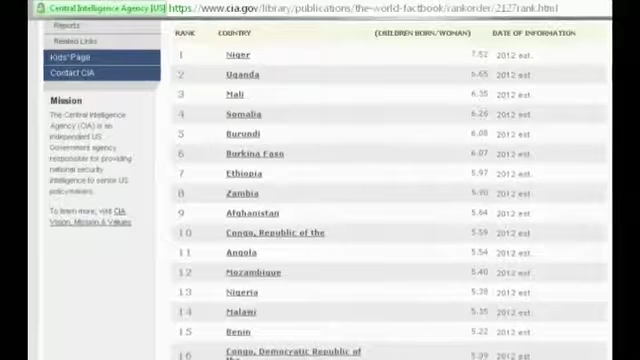 Central Intelligence Agency [US] https://www.cia.gov/library/publications/the-world-factbook/rankorder/2127rank.html
Reports
Related Links
Kids' Page
Contact CIA
Mission
The Central Intelligence
Agency (CIA) is an
independent US
Government agency
responsible for providing
national security
intelligence to senior US
policymakers.
To learn more, visit CIA
Vision, Mission & Values
RANK COUNTRY (CHILDREN BORN/WOMAN) DATE OF INFORMATION
1 Niger 7.52 2012 est.
2 Uganda 6.65 2012 est.
3 Mali 6.35 2012 est.
4 Somalia 6.26 2012 est.
5 Burundi 6.08 2012 est.
6 Burkina Faso 6.07 2012 est.
7 Ethiopia 5.97 2012 est.
8 Zambia 5.90 2012 est.
9 Afghanistan 5.64 2012 est.
10 Congo, Republic of the 5.59 2012 est.
11 Angola 5.54 2012 est.
12 Mozambique 5.40 2012 est.
13 Nigeria 5.38 2012 est.
14 Malawi 5.35 2012 est.
15 Benin 5.22 2012 est.
16 Congo, Democratic Republic of
the